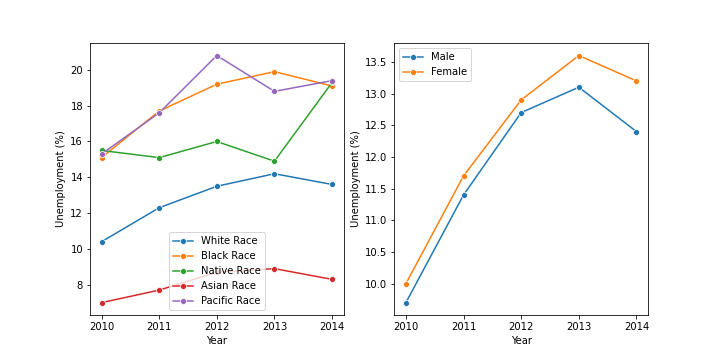 20
18
16
14
12
10
8
Unemployment (%)
2010 2011 2012 2013 2014
Year
White Race
Black Race
Native Race
Asian Race
Pacific Race
13.5
13.0
12.5
12.0
11.5
11.0
10.5
10.0
Unemployment (%)
2010 2011 2012 2013 2014
Year
Male
Female